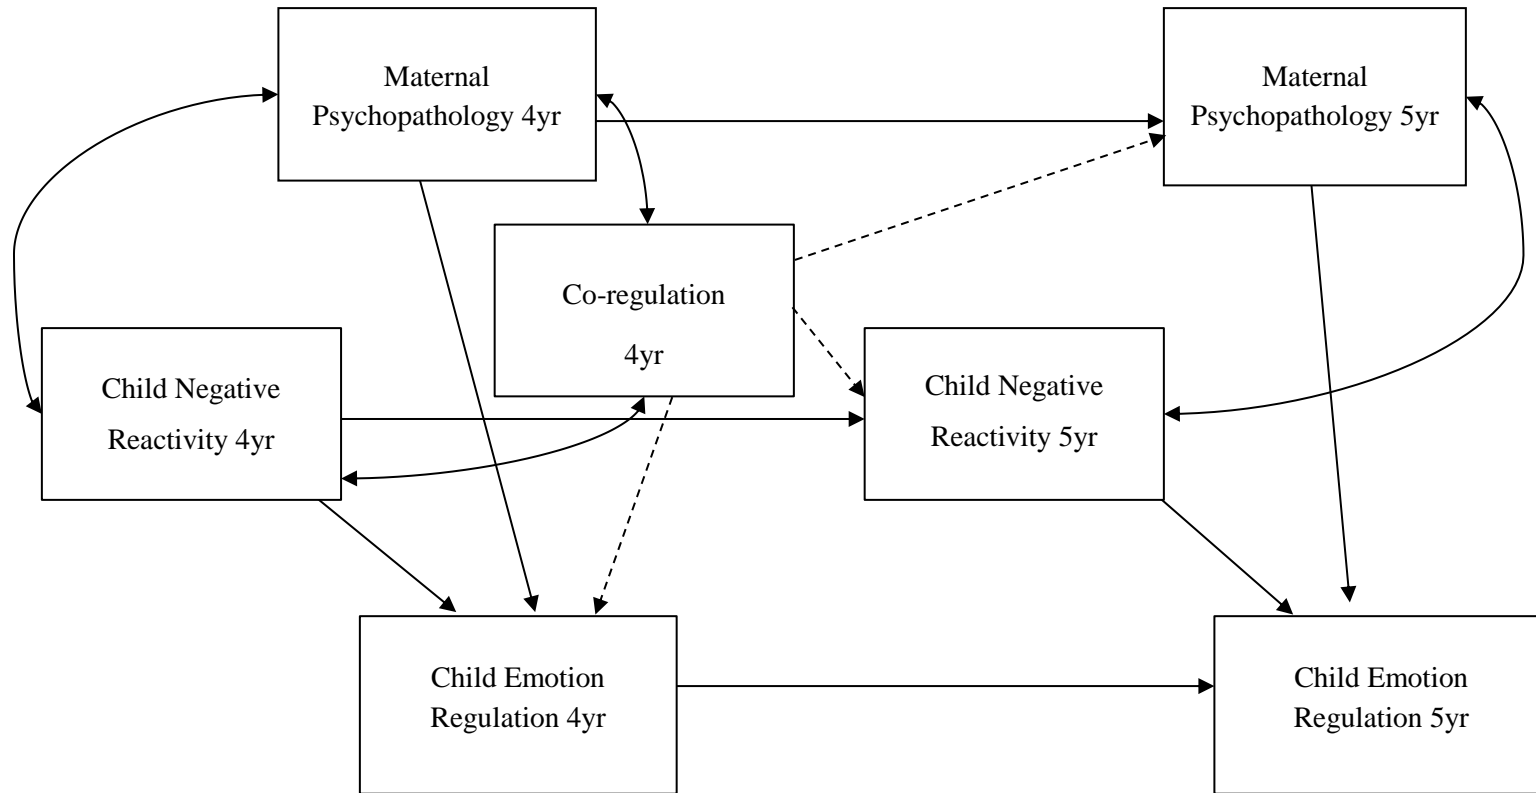 Maternal
Psychopathology 4yr
Maternal
Psychopathology 5yr
Co-regulation
4yr
Child Negative
Reactivity 4yr
Child Negative
Reactivity 5yr
Child Emotion
Regulation 4yr
Child Emotion
Regulation 5yr